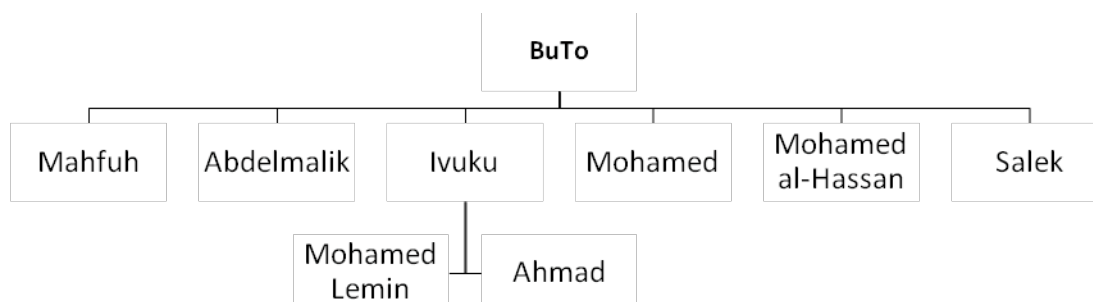 BuTo
Mahfuh
Abdelmalik
Ivuku
Mohamed
Mohamed
al-Hassan
Salek
Mohamed
Lemin
Ahmad